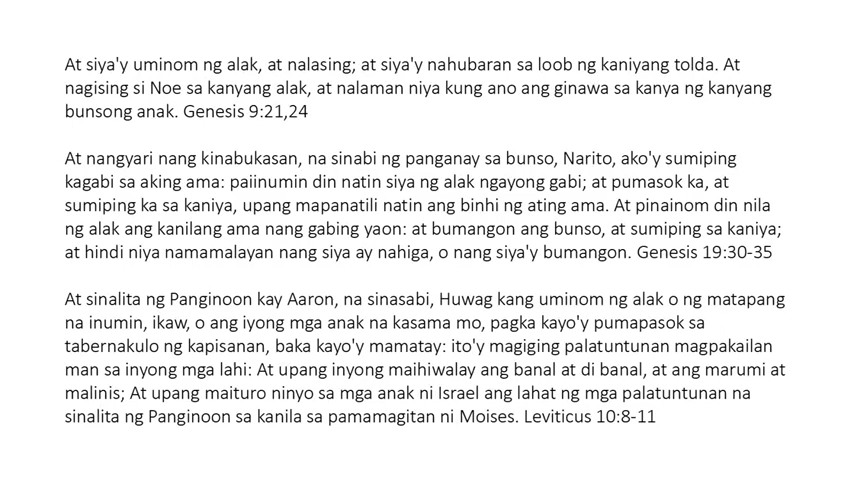 At siya'y uminom ng alak, at nalasing; at siya'y nahubaran sa loob ng kaniyang tolda. At
nagising si Noe sa kanyang alak, at nalaman niya kung ano ang ginawa sa kanya ng kanyang
bunsong anak. Genesis 9:21,24
At nangyari nang kinabukasan, na sinabi ng panganay sa bunso, Narito, ako'y sumiping
kagabi sa aking ama: paiinumin din natin siya ng alak ngayong gabi; at pumasok ka, at
sumiping ka sa kaniya, upang mapanatili natin ang binhi ng ating ama. At pinainom din nila
ng alak ang kanilang ama nang gabing yaon: at bumangon ang bunso, at sumiping sa kaniya;
at hindi niya namamalayan nang siya ay nahiga, o nang siya'y bumangon. Genesis 19:30-35
At sinalita ng Panginoon kay Aaron, na sinasabi, Huwag kang uminom ng alak o ng matapang
na inumin, ikaw, o ang iyong mga anak na kasama mo, pagka kayo'y pumapasok sa
tabernakulo ng kapisanan, baka kayo'y mamatay: ito'y magiging palatuntunan magpakailan
man sa inyong mga lahi: At upang inyong maihiwalay ang banal at di banal, at ang marumi at
malinis; At upang maituro ninyo sa mga anak ni Israel ang lahat ng mga palatuntunan na
sinalita ng Panginoon sa kanila sa pamamagitan ni Moises. Leviticus 10:8-11